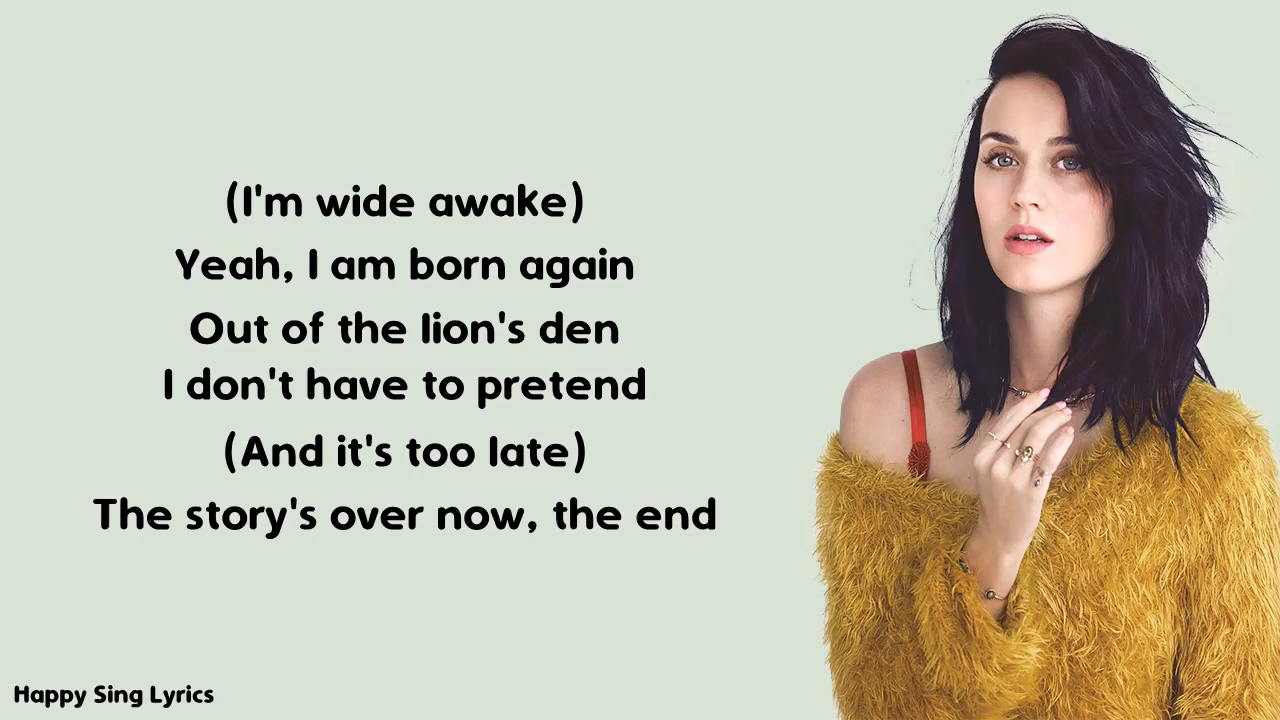 (I'm wide awake)
Yeah, I am born again
Out of the lion's den
I don't have to pretend
(And it's too late)
The story's over now, the end
Happy Sing Lyrics